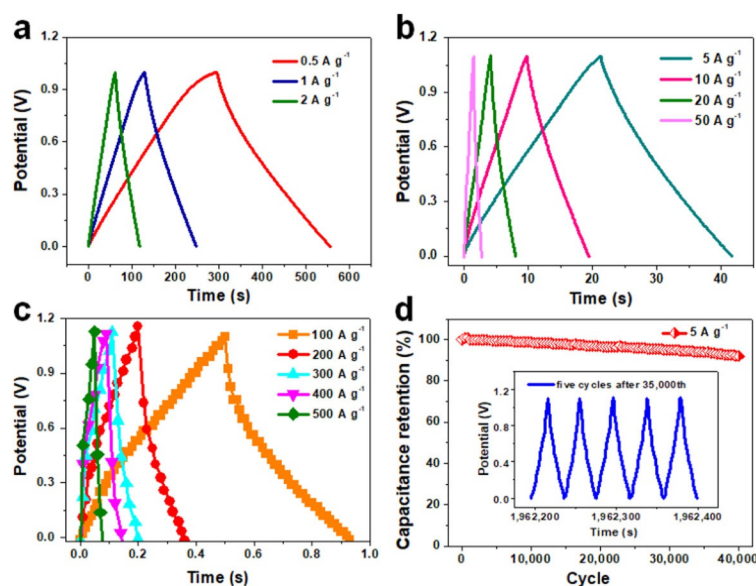 a
0.5 A g⁻¹
1 A g⁻¹
2 A g⁻¹
Potential (V)
1.2
0.9
0.6
0.3
0.0
0 100 200 300 400 500 600
Time (s)
b
5 A g⁻¹
10 A g⁻¹
20 A g⁻¹
50 A g⁻¹
Potential (V)
1.2
0.9
0.6
0.3
0.0
0 10 20 30 40
Time (s)
c
100 A g⁻¹
200 A g⁻¹
300 A g⁻¹
400 A g⁻¹
500 A g⁻¹
Potential (V)
1.2
0.9
0.6
0.3
0.0
0.0 0.2 0.4 0.6 0.8 1.0
Time (s)
d
5 A g⁻¹
Capacitance retention (%)
100
80
60
40
20
0
0 10,000 20,000 30,000 40,000
Cycle
five cycles after 35,000th
Potential (V)
1.2
0.9
0.6
0.3
0.0
1,962,200 1,962,300 1,962,400
Time (s)